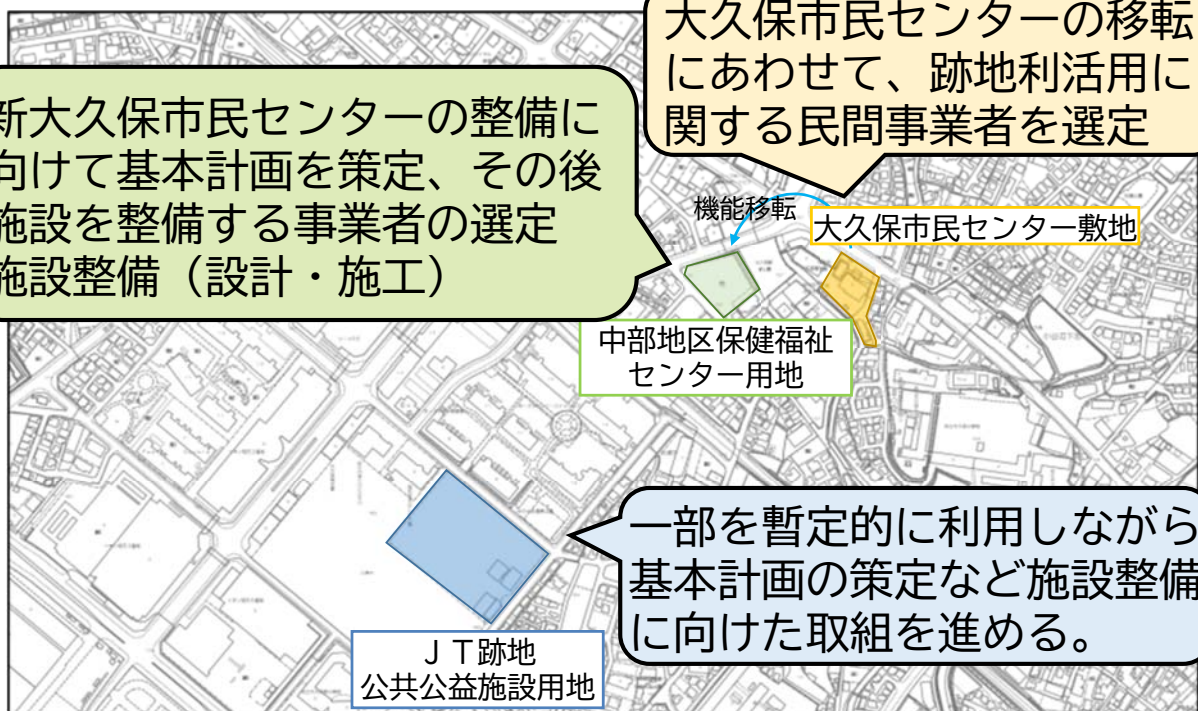 大久保市民センターの移転
にあわせて、跡地利活用に
関する民間事業者を選定
新大久保市民センターの整備に
向けて基本計画を策定、その後
施設を整備する事業者の選定
施設整備（設計・施工）
機能移転
大久保市民センター敷地
中部地区保健福祉
センター用地
一部を暫定的に利用しながら
基本計画の策定など施設整備
に向けた取組を進める。
ＪＴ跡地
公共公益施設用地